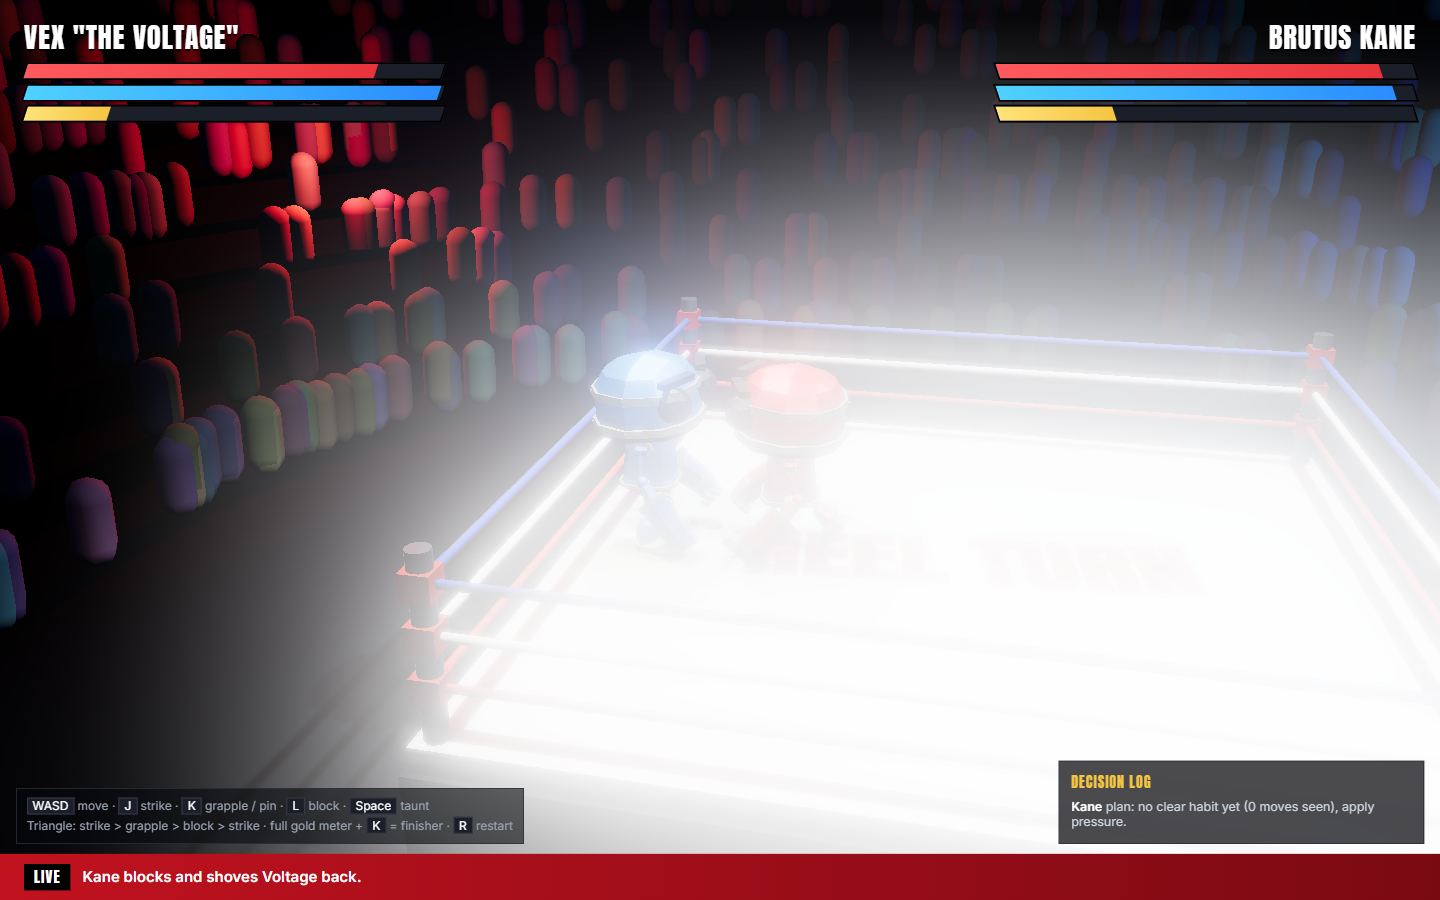 VEX "THE VOLTAGE"
BRUTUS KANE
TURN
WASD move · J strike · K grapple / pin · L block · Space taunt
Triangle: strike > grapple > block > strike · full gold meter + K = finisher · R restart
DECISION LOG
Kane plan: no clear habit yet (0 moves seen), apply
pressure.
LIVE Kane blocks and shoves Voltage back.